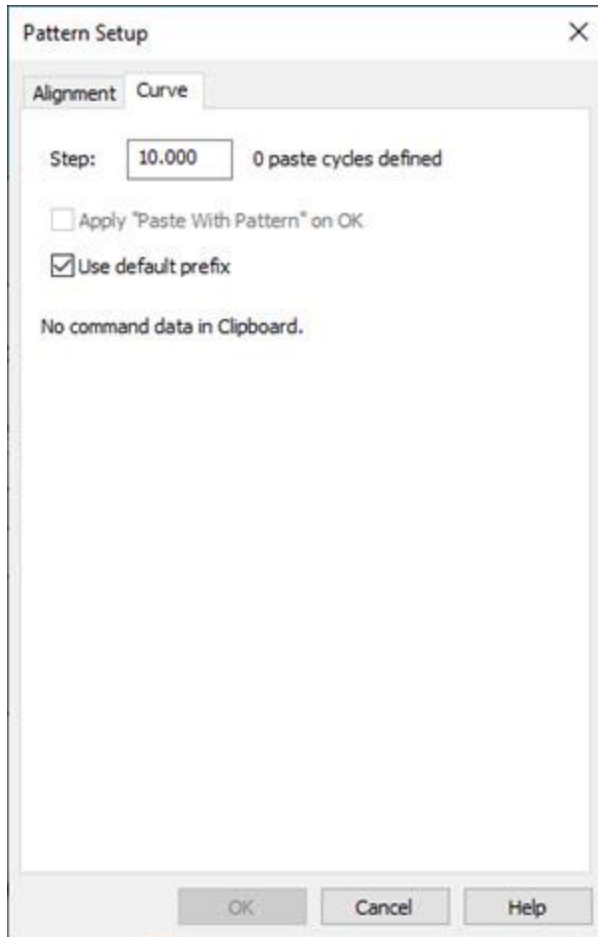 Pattern Setup
Alignment Curve
Step: 10.000 0 paste cycles defined
Apply "Paste With Pattern" on OK
Use default prefix
No command data in Clipboard.
OK Cancel Help